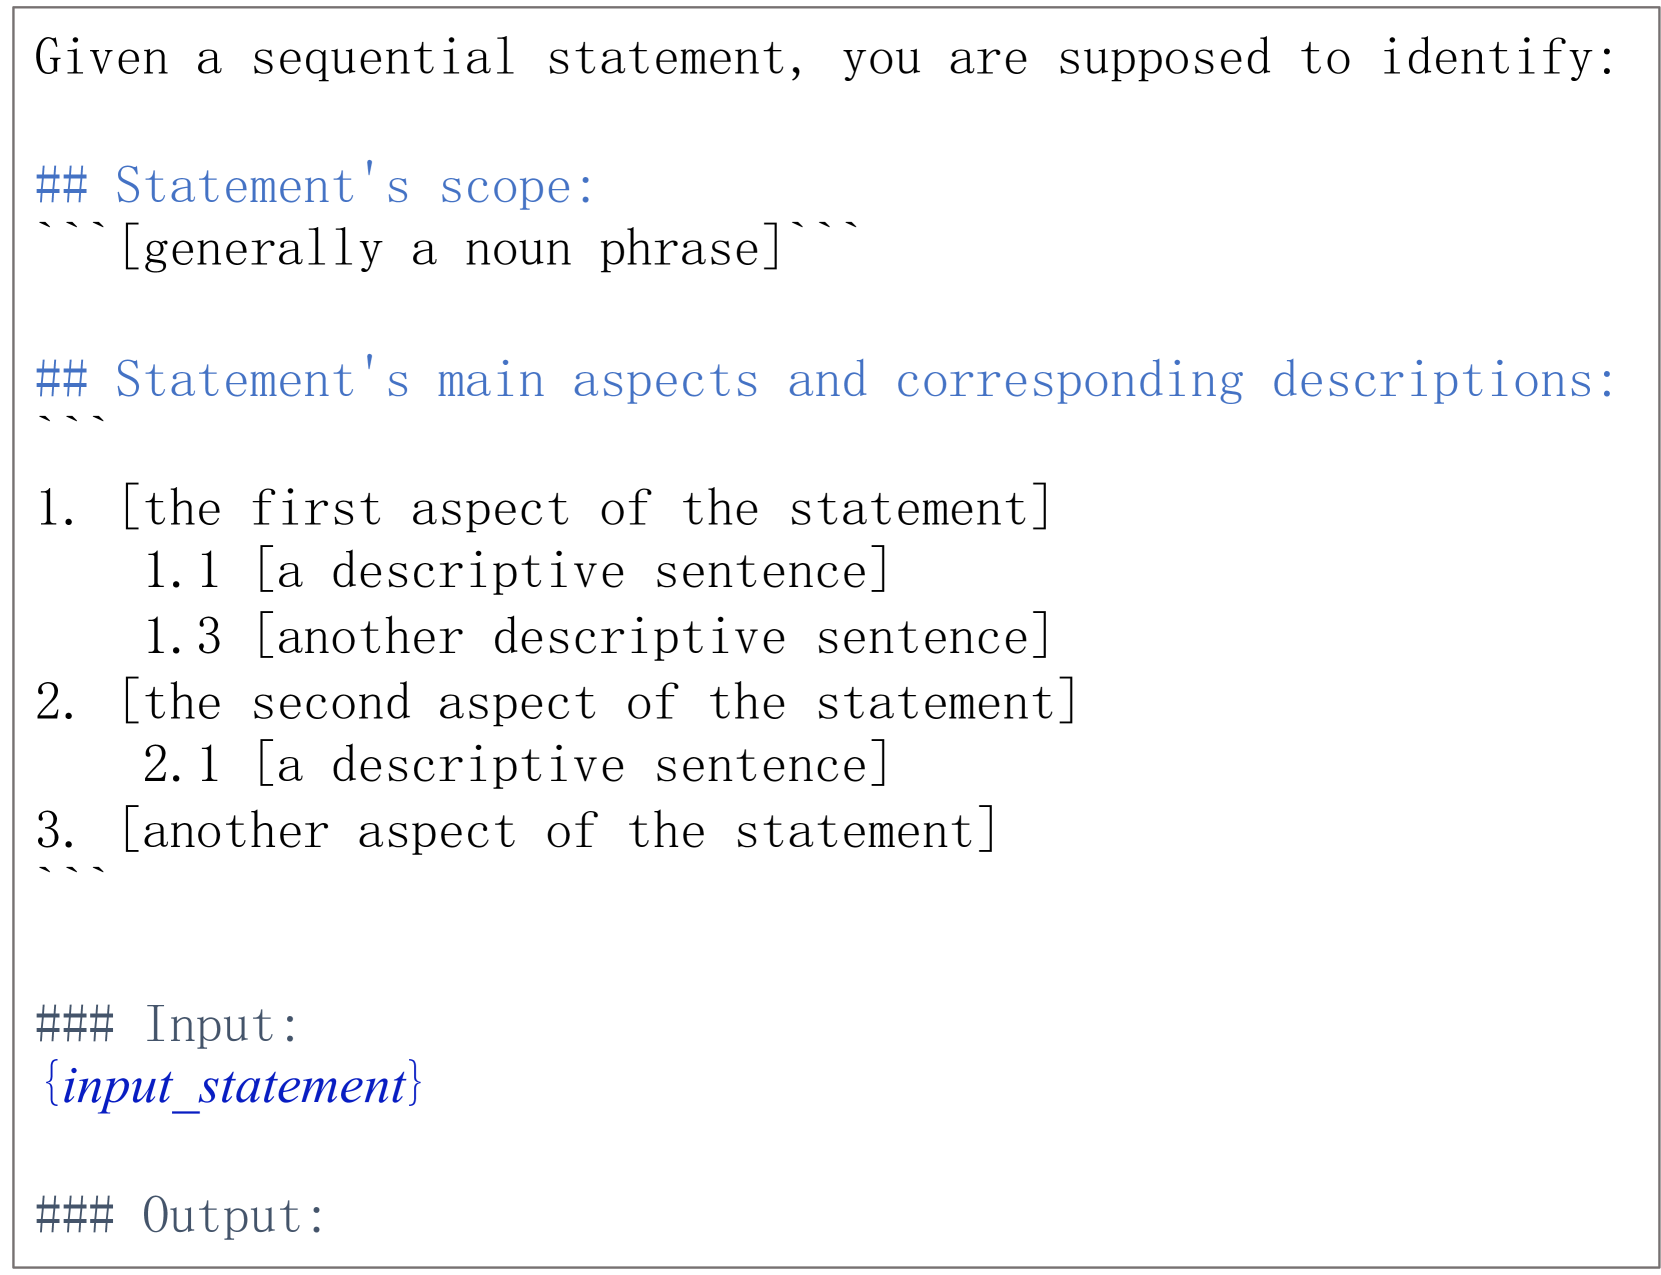 Given a sequential statement, you are supposed to identify:
## Statement's scope:
```[generally a noun phrase]```
## Statement's main aspects and corresponding descriptions:
```
1. [the first aspect of the statement]
1.1 [a descriptive sentence]
1.3 [another descriptive sentence]
2. [the second aspect of the statement]
2.1 [a descriptive sentence]
3. [another aspect of the statement]
```
### Input:
{input_statement}
### Output: